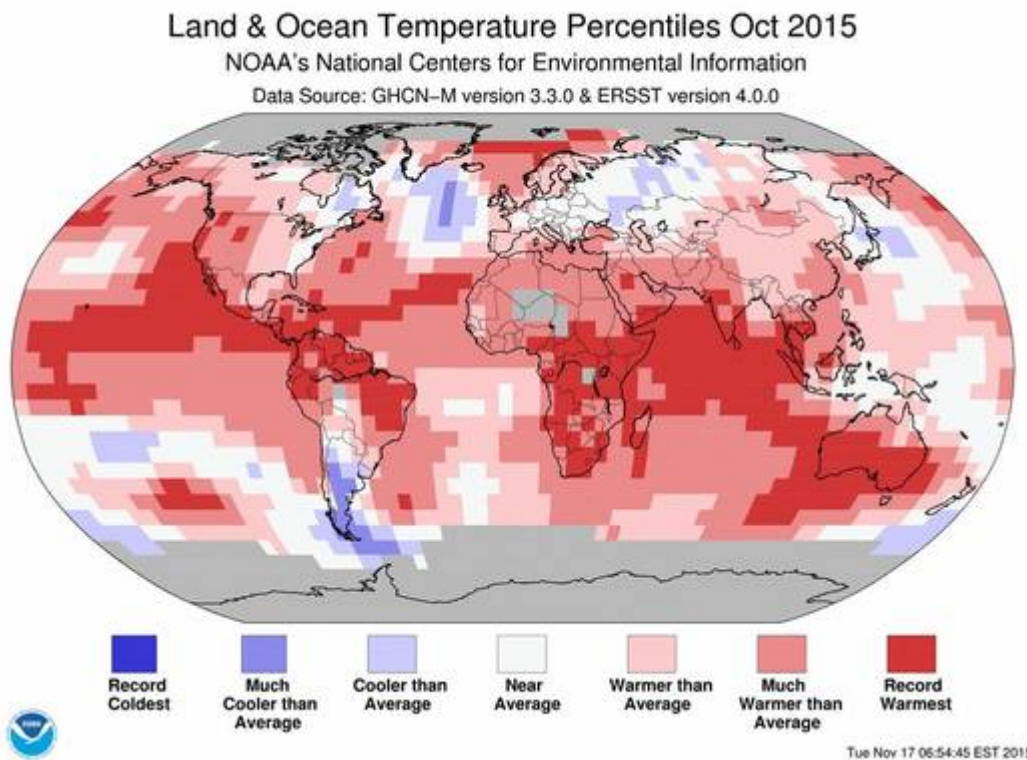 Land & Ocean Temperature Percentiles Oct 2015
NOAA's National Centers for Environmental Information
Data Source: GHCN–M version 3.3.0 & ERSST version 4.0.0
Record
Coldest
Much
Cooler than
Average
Cooler than
Average
Near
Average
Warmer than
Average
Much
Warmer than
Average
Record
Warmest
NOAA
Tue Nov 17 06:54:45 EST 2015